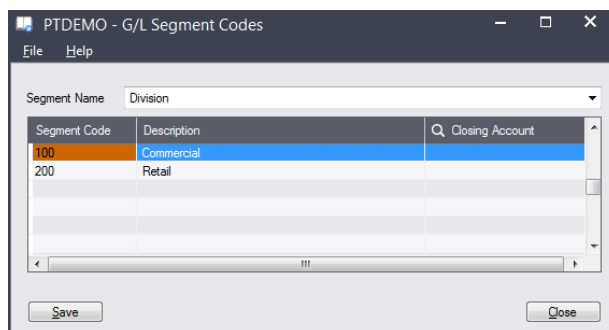 PTDEMO - G/L Segment Codes
File Help
Segment Name Division
Segment Code Description Closing Account
100 Commercial
200 Retail
Save Close